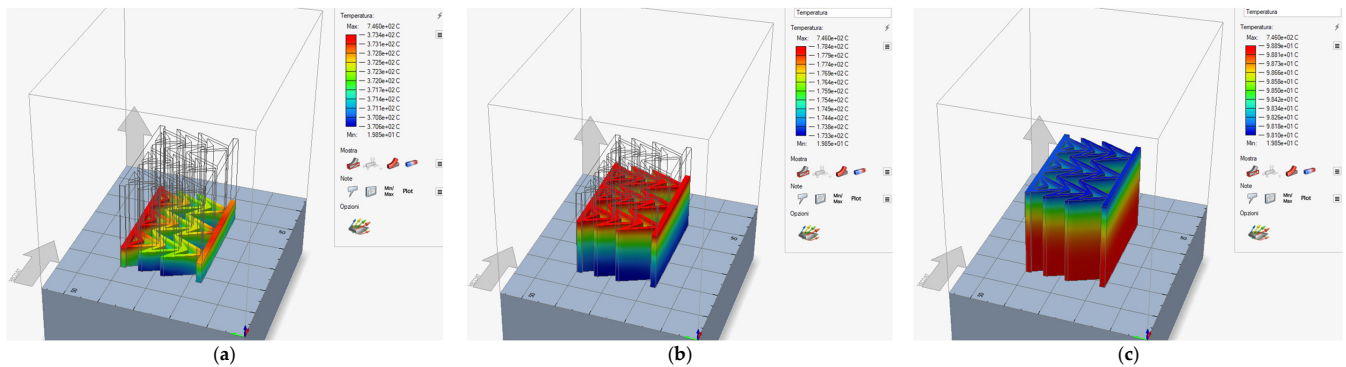 Temperatura:
Max: 7.460e+02 C
3.734e+02 C
3.731e+02 C
3.728e+02 C
3.725e+02 C
3.723e+02 C
3.720e+02 C
3.717e+02 C
3.714e+02 C
3.711e+02 C
3.708e+02 C
3.706e+02 C
Min: 1.985e+01 C
Mostra
Note
Min/
Max
Plot
Opzioni
50
(a)
Temperatura
Temperatura:
Max: 7.460e+02 C
1.784e+02 C
1.779e+02 C
1.774e+02 C
1.769e+02 C
1.764e+02 C
1.759e+02 C
1.754e+02 C
1.749e+02 C
1.744e+02 C
1.738e+02 C
1.733e+02 C
Min: 1.985e+01 C
Mostra
Note
Min/
Max
Plot
Opzioni
50
(b)
Temperatura
Temperatura:
Max: 7.460e+02 C
9.889e+01 C
9.881e+01 C
9.873e+01 C
9.866e+01 C
9.858e+01 C
9.850e+01 C
9.842e+01 C
9.834e+01 C
9.826e+01 C
9.818e+01 C
9.810e+01 C
Min: 1.985e+01 C
Mostra
Note
Min/
Max
Plot
Opzioni
50
(c)